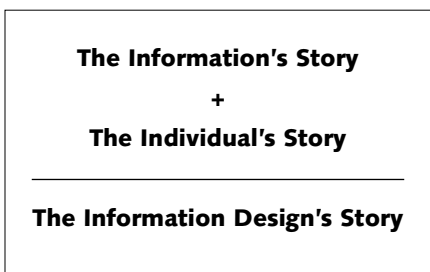 The Information's Story
+
The Individual's Story
The Information Design's Story